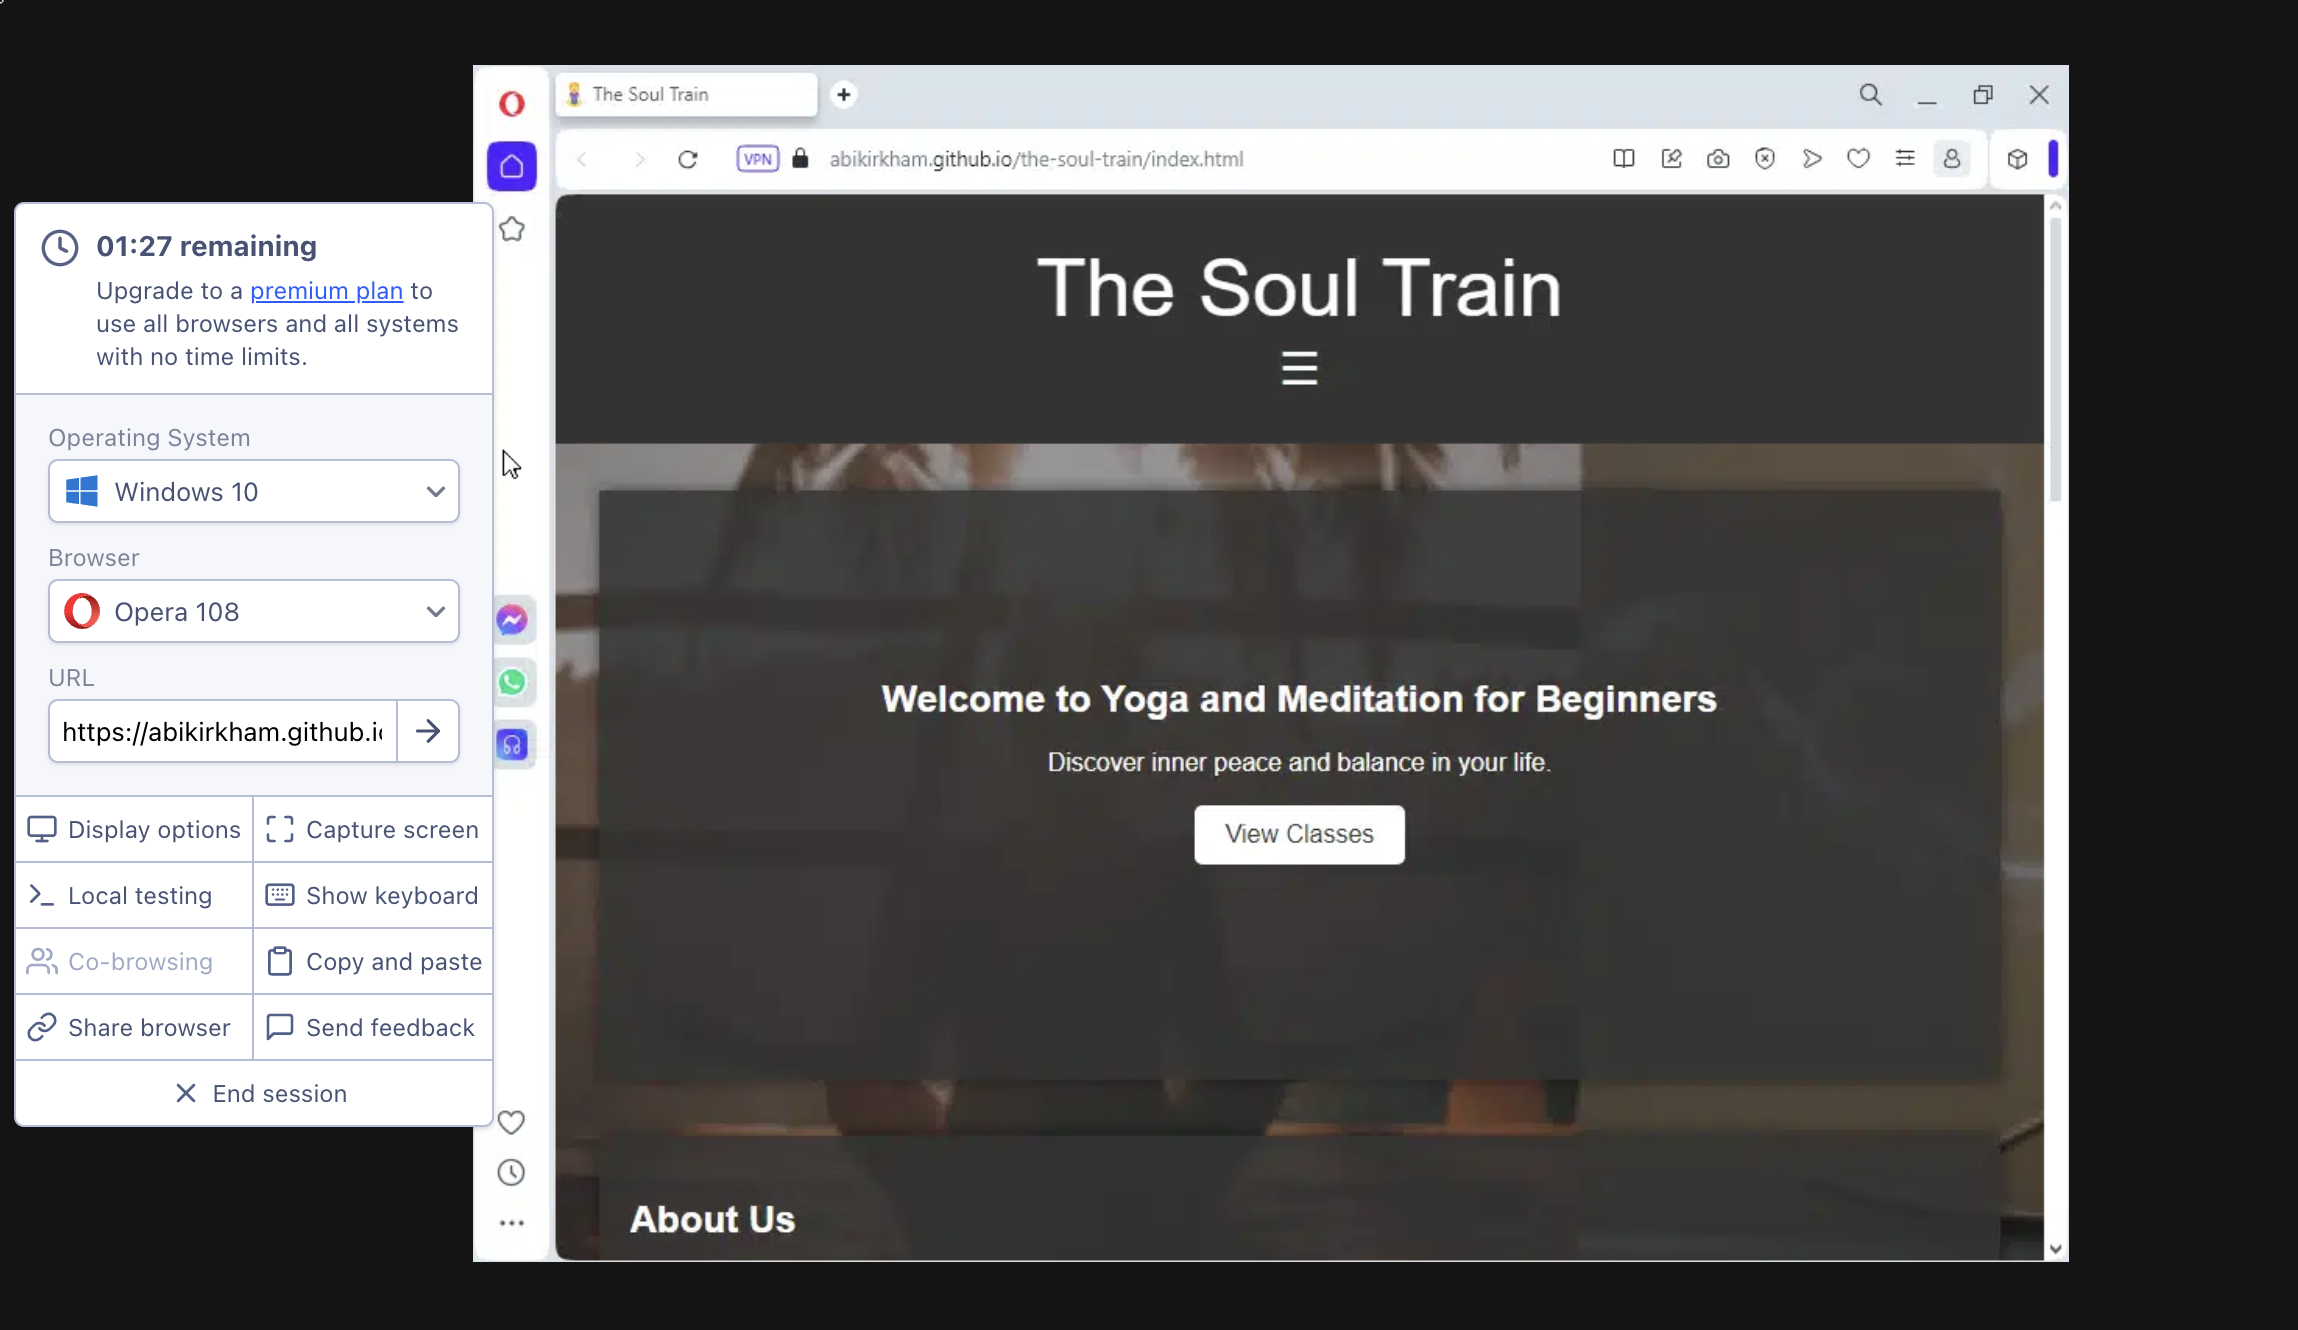 The Soul Train
VPN
abikirkham.github.io/the-soul-train/index.html
01:27 remaining
Upgrade to a premium plan to
use all browsers and all systems
with no time limits.
Operating System
Windows 10
Browser
Opera 108
URL
https://abikirkham.github.io
Display options
Capture screen
Local testing
Show keyboard
Co-browsing
Copy and paste
Share browser
Send feedback
End session
The Soul Train
Welcome to Yoga and Meditation for Beginners
Discover inner peace and balance in your life.
View Classes
About Us